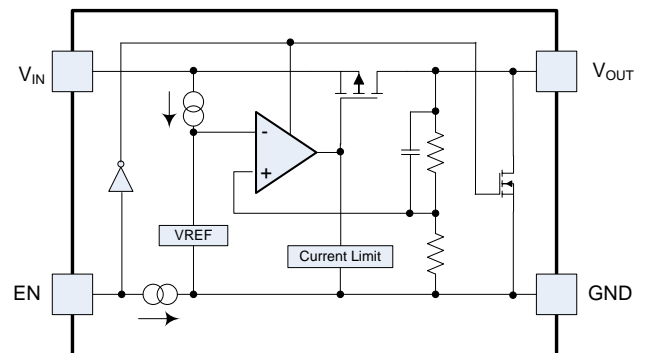 VIN
VOUT
-
+
VREF
Current Limit
EN
GND